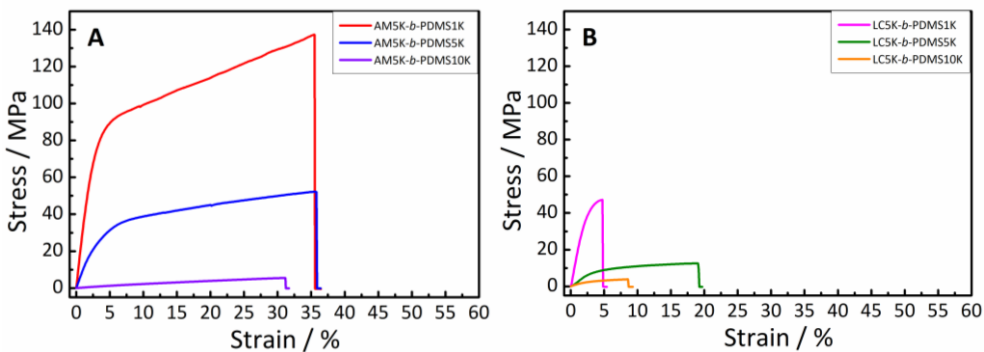 A
AM5K-b-PDMS1K
AM5K-b-PDMS5K
AM5K-b-PDMS10K
Stress / MPa
140
120
100
80
60
40
20
0
0 5 10 15 20 25 30 35 40 45 50 55 60
Strain / %
B
LC5K-b-PDMS1K
LC5K-b-PDMS5K
LC5K-b-PDMS10K
Stress / MPa
140
120
100
80
60
40
20
0
0 5 10 15 20 25 30 35 40 45 50 55 60
Strain / %